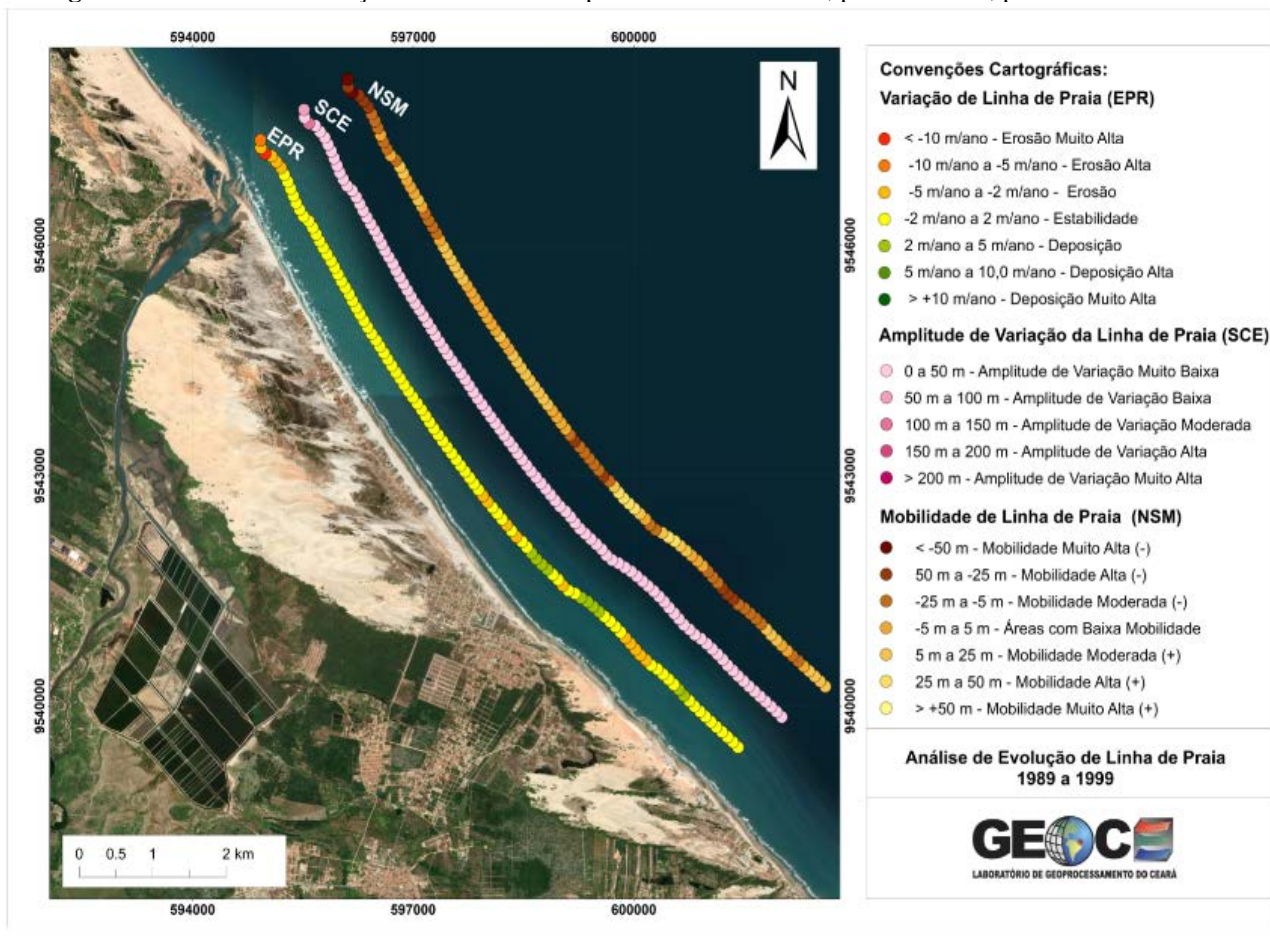 594000 597000 600000
NSM
SCE
EPR
N
9546000 9546000
9543000 9543000
9540000 9540000
0 0.5 1 2 km
594000 597000 600000
Convenções Cartográficas:
Variação de Linha de Praia (EPR)
< -10 m/ano - Erosão Muito Alta
-10 m/ano a -5 m/ano - Erosão Alta
-5 m/ano a -2 m/ano - Erosão
-2 m/ano a 2 m/ano - Estabilidade
2 m/ano a 5 m/ano - Deposição
5 m/ano a 10,0 m/ano - Deposição Alta
> +10 m/ano - Deposição Muito Alta
Amplitude de Variação da Linha de Praia (SCE)
0 a 50 m - Amplitude de Variação Muito Baixa
50 m a 100 m - Amplitude de Variação Baixa
100 m a 150 m - Amplitude de Variação Moderada
150 m a 200 m - Amplitude de Variação Alta
> 200 m - Amplitude de Variação Muito Alta
Mobilidade de Linha de Praia (NSM)
< -50 m - Mobilidade Muito Alta (-)
50 m a -25 m - Mobilidade Alta (-)
-25 m a -5 m - Mobilidade Moderada (-)
-5 m a 5 m - Áreas com Baixa Mobilidade
5 m a 25 m - Mobilidade Moderada (+)
25 m a 50 m - Mobilidade Alta (+)
> +50 m - Mobilidade Muito Alta (+)
Análise de Evolução de Linha de Praia
1989 a 1999
GEOCE
LABORATÓRIO DE GEOPROCESSAMENTO DO CEARÁ